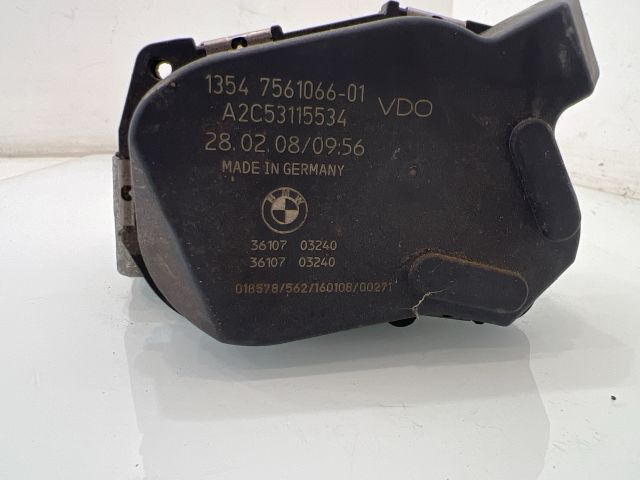 1354 7561066-01
VDO
A2C53115534
28.02.08/09:56
MADE IN GERMANY
BMW
36107 03240
36107 03240
018578/562/160108/00271